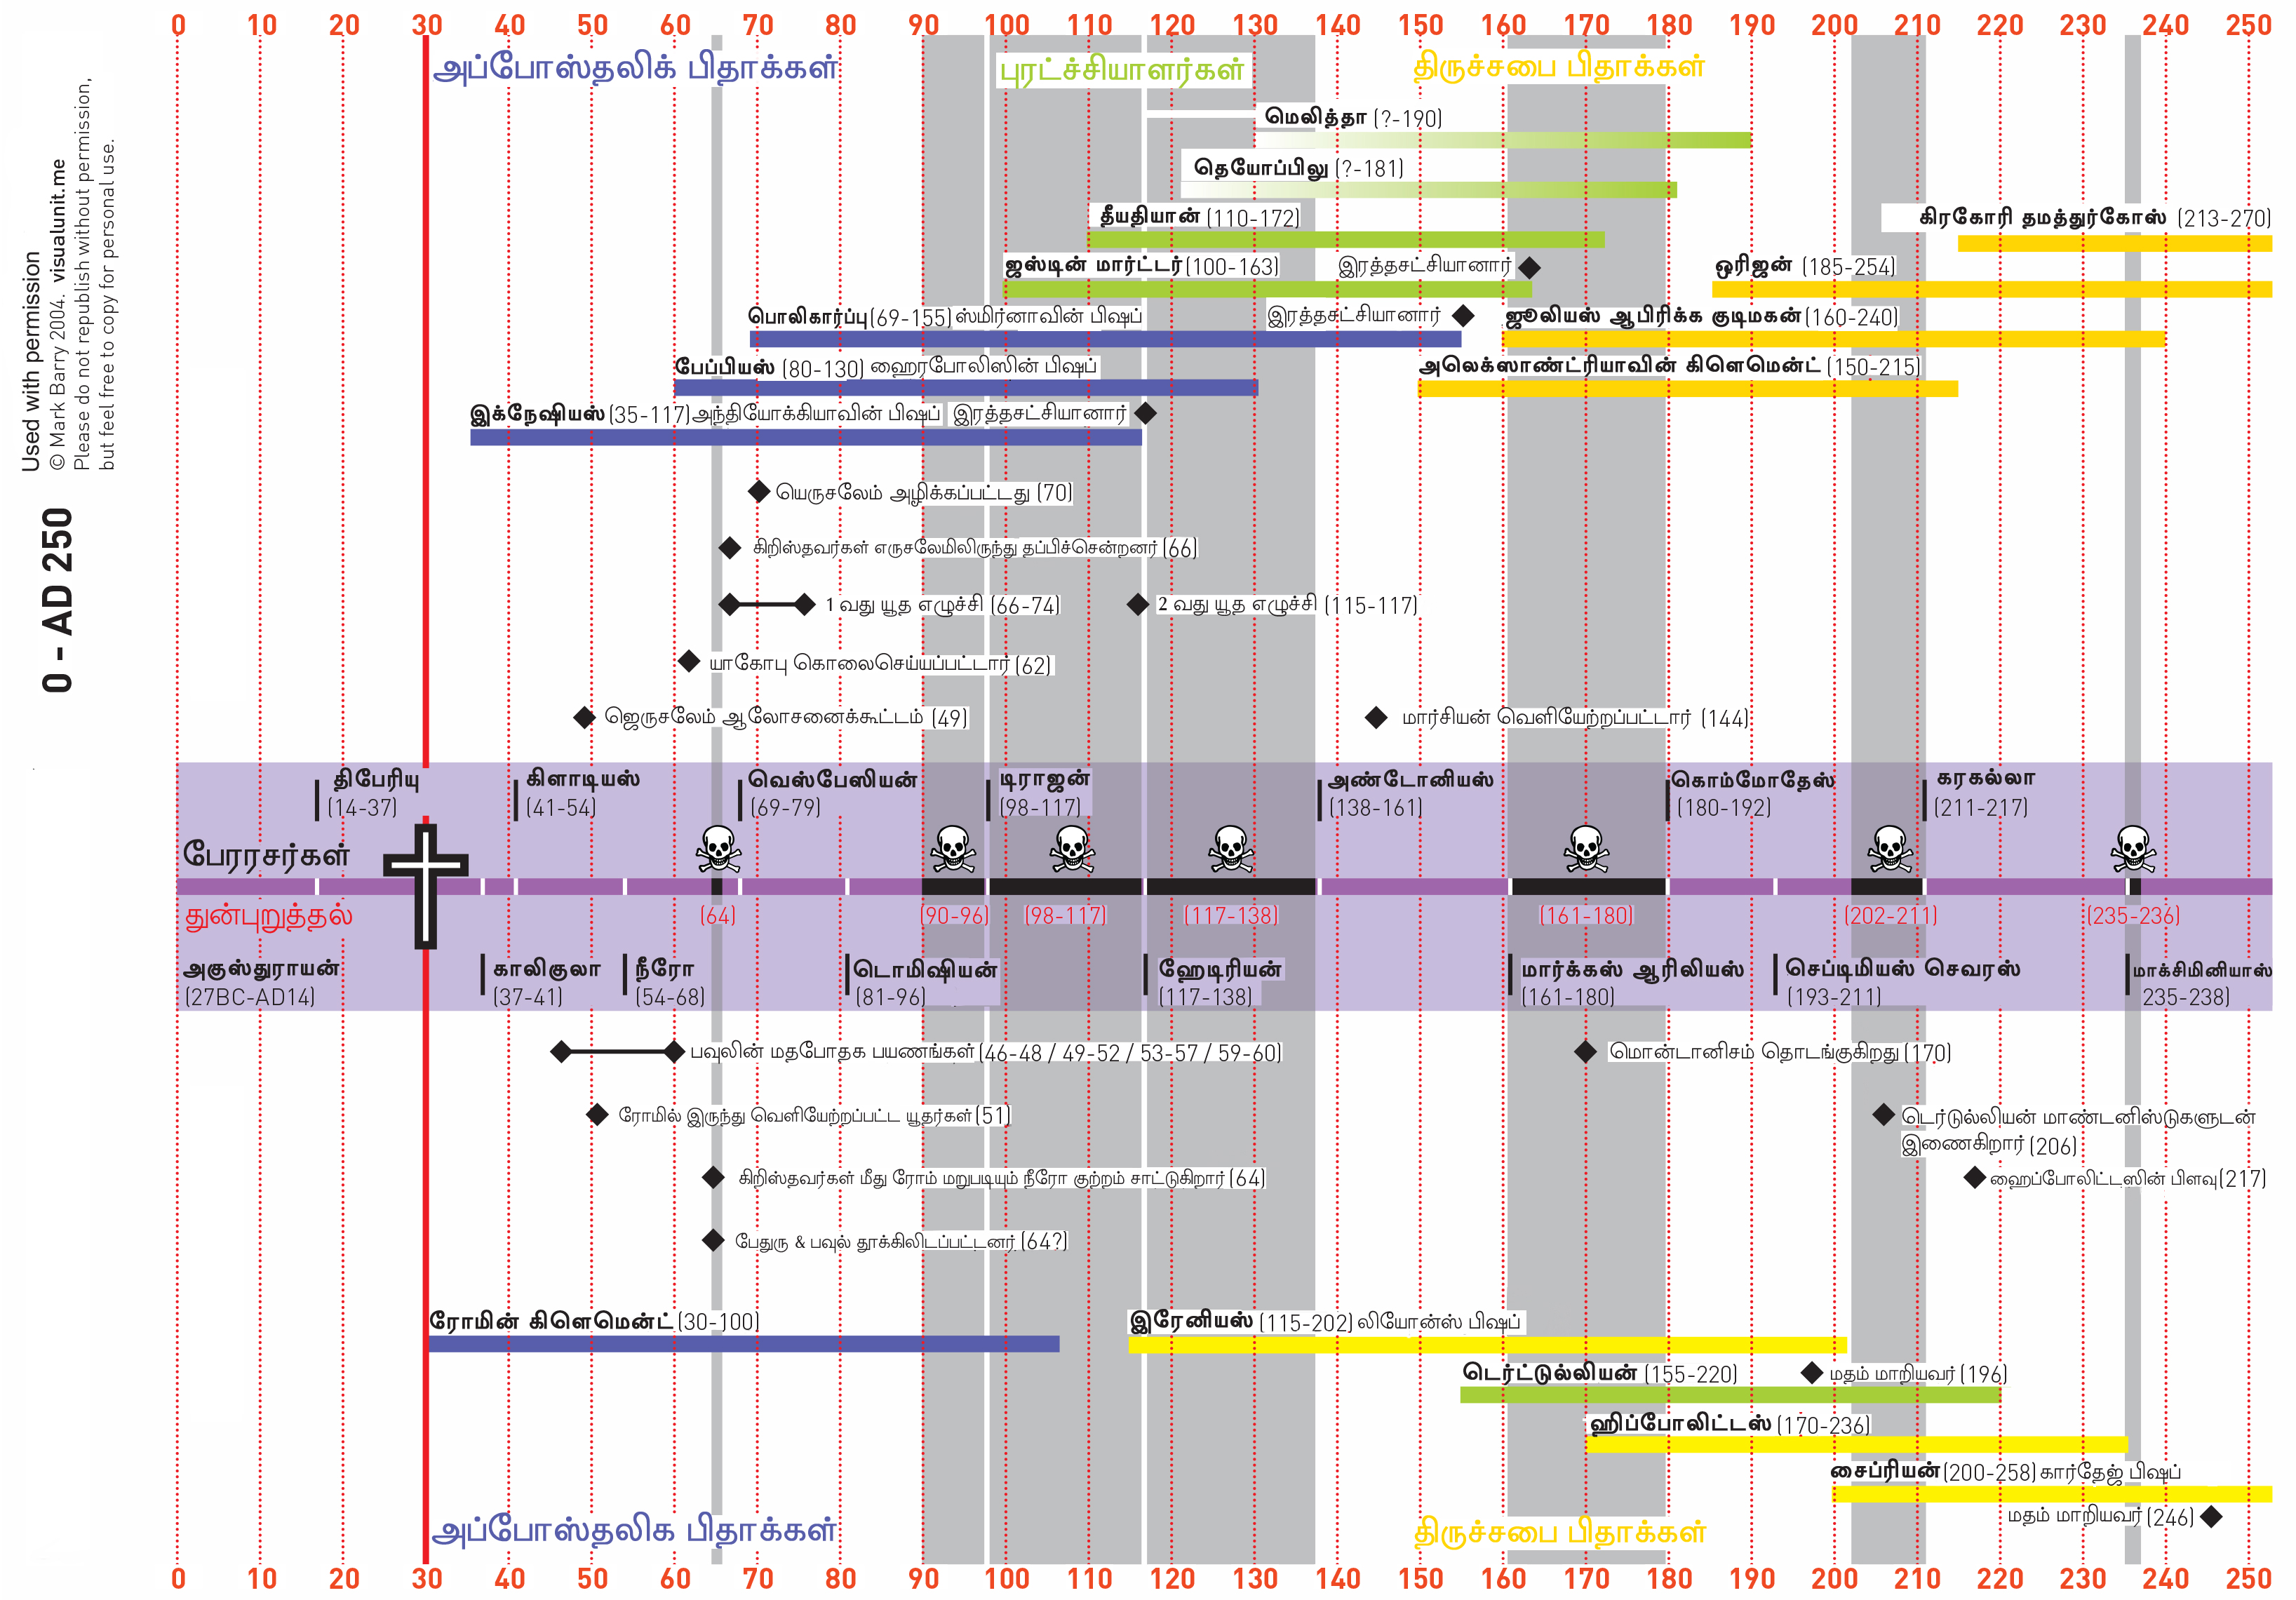 0 10 20 30 40 50 60 70 80 90 100 110 120 130 140 150 160 170 180 190 200 210 220 230 240 250
அப்போஸ்தலிக் பிதாக்கள்
புரட்ச்சியாளர்கள்
திருச்சபை பிதாக்கள்
மெலித்தா (?-190)
தெயோப்பிலு (?-181)
தீயதியான் (110-172)
கிரகோரி தமத்துர்கோஸ் (213-270)
ஜஸ்டின் மார்ட்டர் (100-163) இரத்தசட்சியானார்
ஒரிஜன் (185-254)
பொலிகார்ப்பு (69-155) ஸ்மிர்னாவின் பிஷப் இரத்தசட்சியானார்
ஜூலியஸ் ஆபிரிக்க குடிமகன் (160-240)
பேப்பியஸ் (80-130) ஹைரபோலிஸின் பிஷப்
அலெக்ஸாண்ட்ரியாவின் கிளெமென்ட் (150-215)
இக்நேஷியஸ் (35-117) அந்தியோக்கியாவின் பிஷப் இரத்தசட்சியானார்
யெருசலேம் அழிக்கப்பட்டது (70)
கிறிஸ்தவர்கள் எருசலேமிலிருந்து தப்பிச்சென்றனர் (66)
1 வது யூத எழுச்சி (66-74)
2 வது யூத எழுச்சி (115-117)
யாகோபு கொலைசெய்யப்பட்டார் (62)
ஜெருசலேம் ஆலோசனைக்கூட்டம் (49)
மார்சியன் வெளியேற்றப்பட்டார் (144)
Used with permission
© Mark Barry 2004. visualunit.me
Please do not republish without permission,
but feel free to copy for personal use.
0 - AD 250
திபேரியு
(14-37)
கிளாடியஸ்
(41-54)
வெஸ்பேஸியன்
(69-79)
டிராஜன்
(98-117)
அண்டோனியஸ்
(138-161)
கொம்மோதேஸ்
(180-192)
கரகல்லா
(211-217)
பேரரசர்கள்
துன்புறுத்தல்
(64) (90-96) (98-117) (117-138) (161-180) (202-211) (235-236)
அகுஸ்துராயன்
(27BC-AD14)
காலிகுலா
(37-41)
நீரோ
(54-68)
டொமிஷியன்
(81-96)
ஹேடிரியன்
(117-138)
மார்க்கஸ் ஆரிலியஸ்
(161-180)
செப்டிமியஸ் செவரஸ்
(193-211)
மாக்சிமினியாஸ்
235-238)
பவுலின் மதபோதக பயணங்கள் (46-48 / 49-52 / 53-57 / 59-60)
மொன்டானிசம் தொடங்குகிறது (170)
ரோமில் இருந்து வெளியேற்றப்பட்ட யூதர்கள் (51)
டெர்டுல்லியன் மாண்டனிஸ்டுகளுடன்
இணைகிறார் (206)
கிறிஸ்தவர்கள் மீது ரோம் மறுபடியும் நீரோ குற்றம் சாட்டுகிறார் (64)
ஹைப்போலிட்டஸின் பிளவு (217)
பேதுரு & பவுல் தூக்கிலிடப்பட்டனர் (64?)
ரோமின் கிளெமென்ட் (30-100)
இரேனியஸ் (115-202) லியோன்ஸ் பிஷப்
டெர்ட்டுல்லியன் (155-220)
மதம் மாறியவர் (196)
ஹிப்போலிட்டஸ் (170-236)
சைப்ரியன் (200-258) கார்தேஜ் பிஷப்
மதம் மாறியவர் (246)
அப்போஸ்தலிக பிதாக்கள்
திருச்சபை பிதாக்கள்
0 10 20 30 40 50 60 70 80 90 100 110 120 130 140 150 160 170 180 190 200 210 220 230 240 250